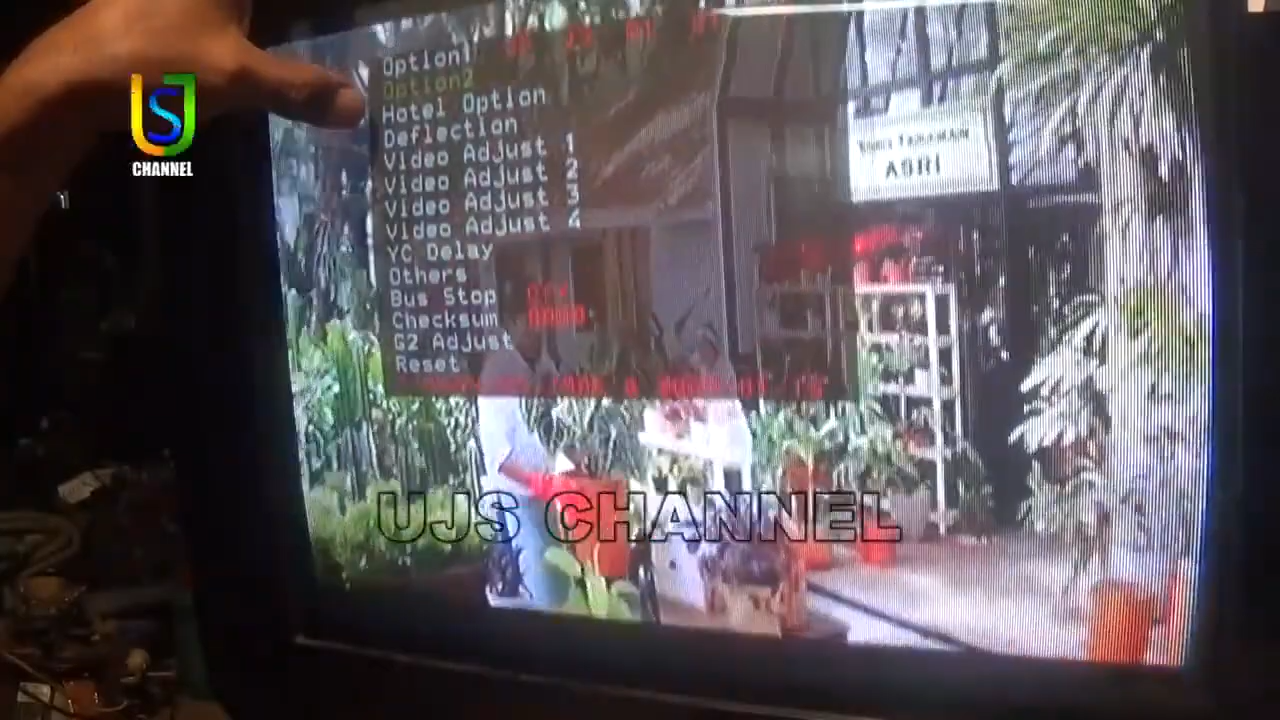 Option1
Option2
Hotel Option
Deflection
Video Adjust 1
Video Adjust 2
Video Adjust 3
Video Adjust 4
YC Delay
Others
Bus Stop
Checksum
G2 Adjust
Reset
ASRI
UJS
CHANNEL
UJS CHANNEL